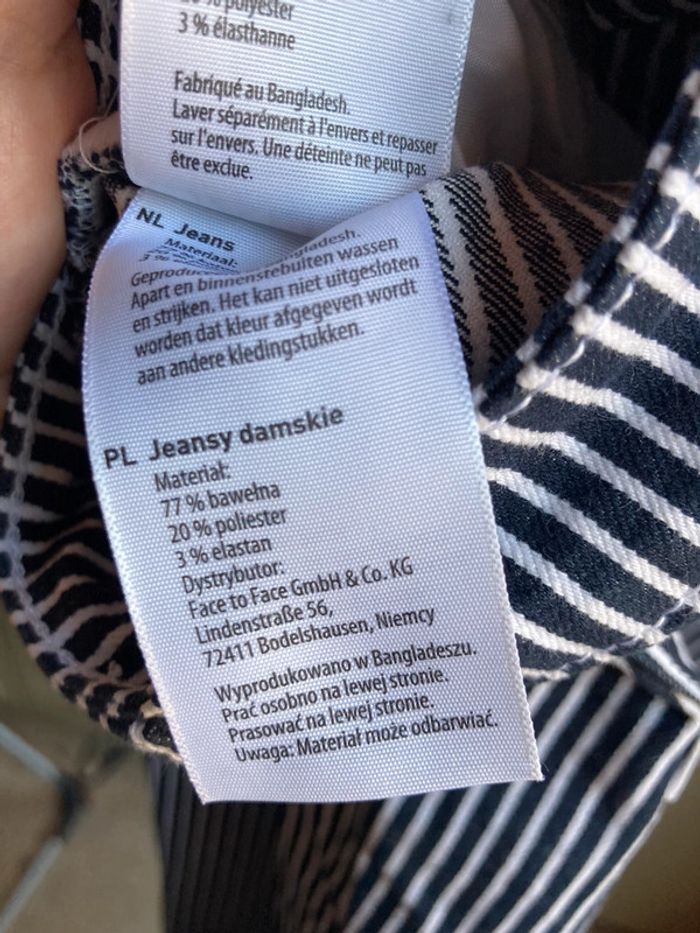 polyester
3 % élasthanne
Fabriqué au Bangladesh.
Laver séparément à l'envers et repasser
sur l'envers. Une déteinte ne peut pas
être exclue.
NL Jeans
Materiaal:
3 %
Geproduceerd
Apart en binnenstebuiten wassen
en strijken. Het kan niet uitgesloten
worden dat kleur afgegeven wordt
aan andere kledingstukken.
PL Jeansy damskie
Materiał:
77 % bawełna
20 % poliester
3 % elastan
Dystrybutor:
Face to Face GmbH & Co. KG
Lindenstraße 56,
72411 Bodelshausen, Niemcy
Wyprodukowano w Bangladeszu.
Prać osobno na lewej stronie.
Prasować na lewej stronie.
Uwaga: Materiał może odbarwiać.